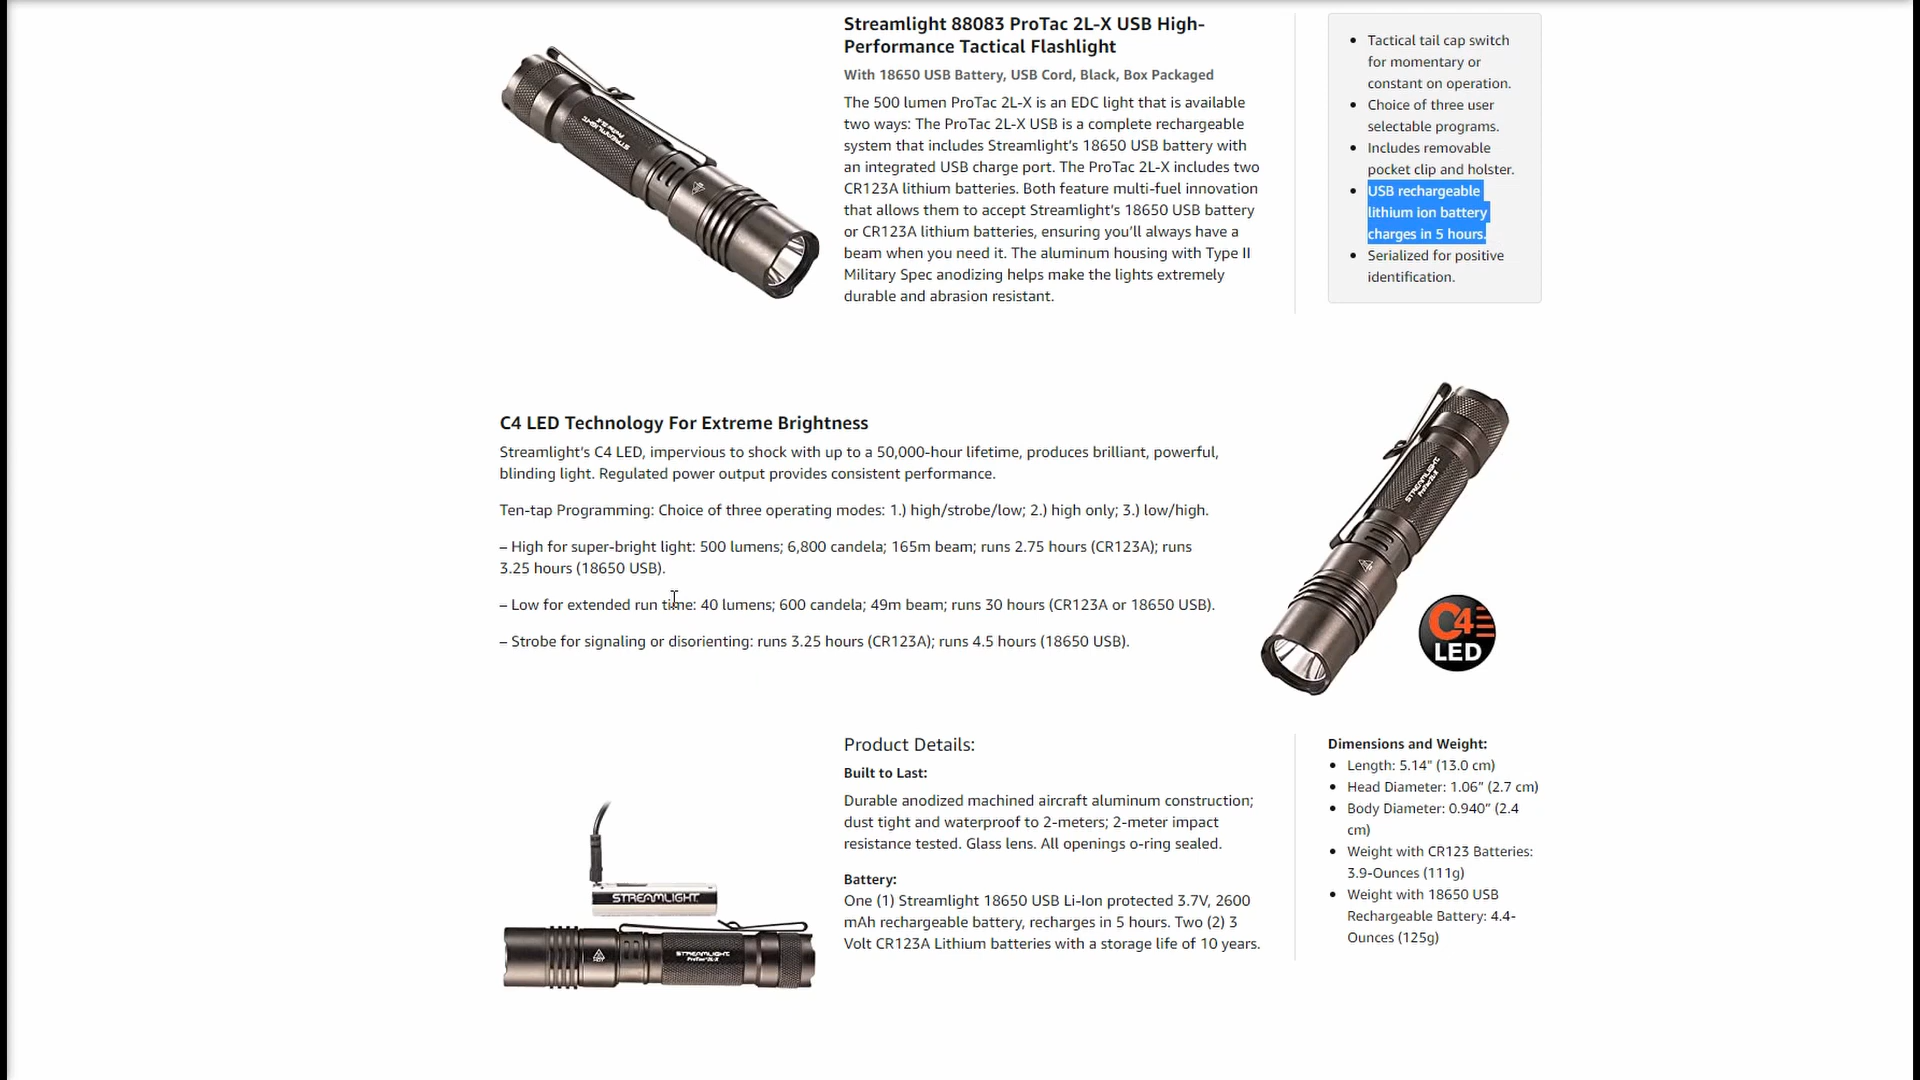 Streamlight 88083 ProTac 2L-X USB High-
Performance Tactical Flashlight
With 18650 USB Battery, USB Cord, Black, Box Packaged
The 500 lumen ProTac 2L-X is an EDC light that is available
two ways: The ProTac 2L-X USB is a complete rechargeable
system that includes Streamlight’s 18650 USB battery with
an integrated USB charge port. The ProTac 2L-X includes two
CR123A lithium batteries. Both feature multi-fuel innovation
that allows them to accept Streamlight’s 18650 USB battery
or CR123A lithium batteries, ensuring you’ll always have a
beam when you need it. The aluminum housing with Type II
Military Spec anodizing helps make the lights extremely
durable and abrasion resistant.
Tactical tail cap switch
for momentary or
constant on operation.
Choice of three user
selectable programs.
Includes removable
pocket clip and holster.
USB rechargeable
lithium ion battery
charges in 5 hours.
Serialized for positive
identification.
STREAMLIGHT
ProTac 2L-X
C4 LED Technology For Extreme Brightness
Streamlight’s C4 LED, impervious to shock with up to a 50,000-hour lifetime, produces brilliant, powerful,
blinding light. Regulated power output provides consistent performance.
Ten-tap Programming: Choice of three operating modes: 1.) high/strobe/low; 2.) high only; 3.) low/high.
– High for super-bright light: 500 lumens; 6,800 candela; 165m beam; runs 2.75 hours (CR123A); runs
3.25 hours (18650 USB).
– Low for extended run time: 40 lumens; 600 candela; 49m beam; runs 30 hours (CR123A or 18650 USB).
– Strobe for signaling or disorienting: runs 3.25 hours (CR123A); runs 4.5 hours (18650 USB).
STREAMLIGHT
ProTac 2L-X
C4
LED
Product Details:
Built to Last:
Durable anodized machined aircraft aluminum construction;
dust tight and waterproof to 2-meters; 2-meter impact
resistance tested. Glass lens. All openings o-ring sealed.
Battery:
One (1) Streamlight 18650 USB Li-Ion protected 3.7V, 2600
mAh rechargeable battery, recharges in 5 hours. Two (2) 3
Volt CR123A Lithium batteries with a storage life of 10 years.
Dimensions and Weight:
Length: 5.14" (13.0 cm)
Head Diameter: 1.06” (2.7 cm)
Body Diameter: 0.940” (2.4
cm)
Weight with CR123 Batteries:
3.9-Ounces (111g)
Weight with 18650 USB
Rechargeable Battery: 4.4-
Ounces (125g)
STREAMLIGHT
STREAMLIGHT
ProTac 2L-X